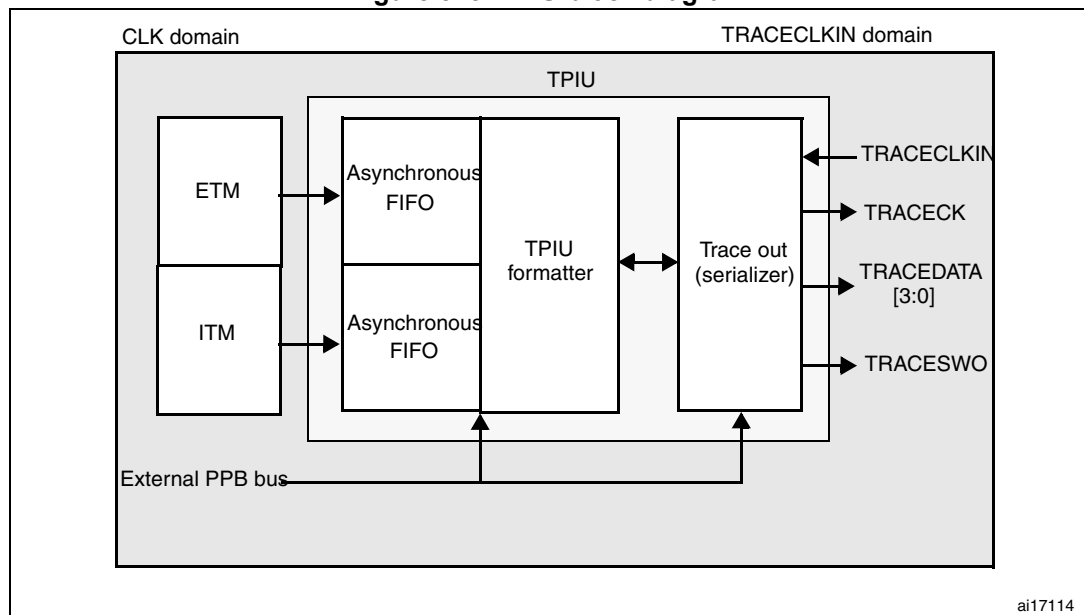 CLK domain
TRACECLKIN domain
TPIU
ETM
Asynchronous
FIFO
TPIU
formatter
Trace out
(serializer)
TRACECLKIN
TRACECK
TRACEDATA
[3:0]
TRACESWO
ITM
Asynchronous
FIFO
External PPB bus
ai17114